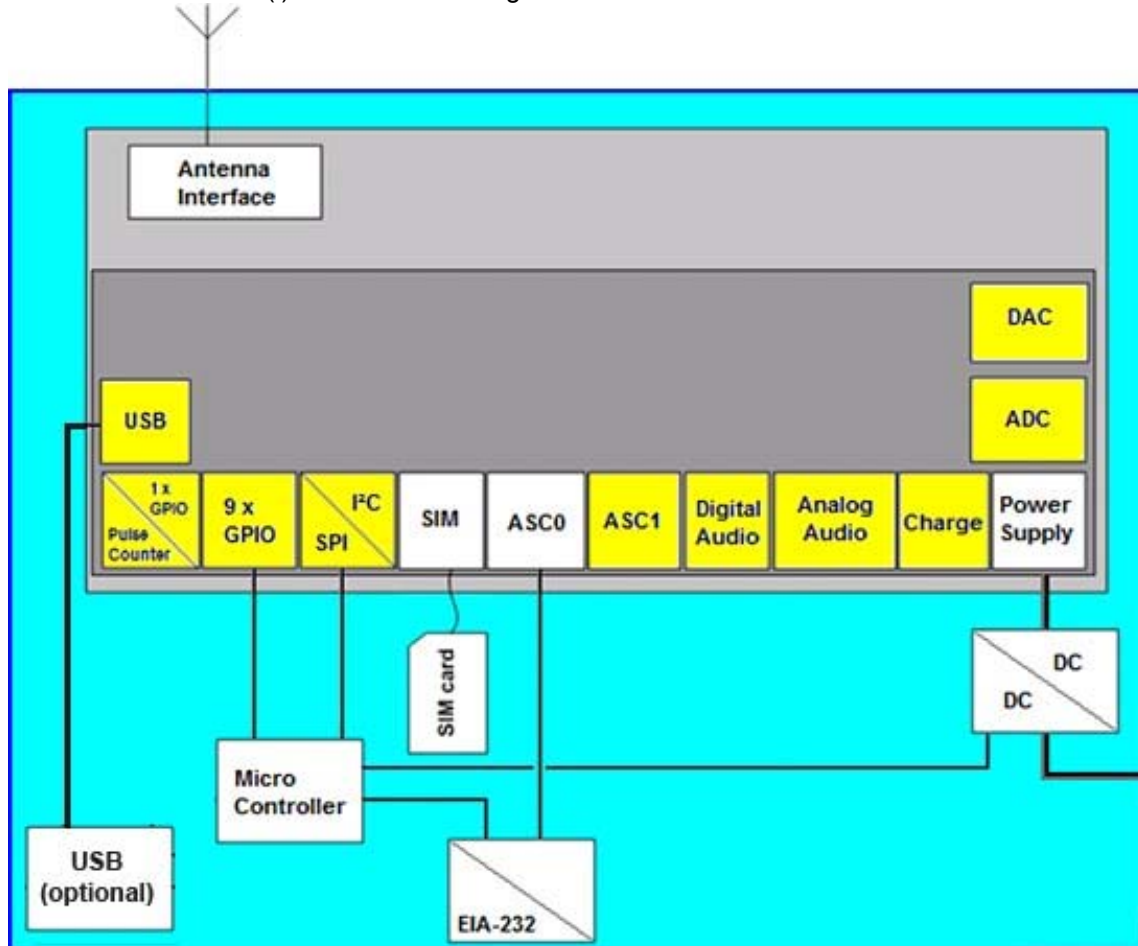 Antenna
Interface
DAC
USB
ADC
1 x
GPIO
Pulse
Counter
9 x
GPIO
I²C
SPI
SIM
ASC0
ASC1
Digital
Audio
Analog
Audio
Charge
Power
Supply
SIM card
DC
DC
Micro
Controller
USB
(optional)
EIA-232